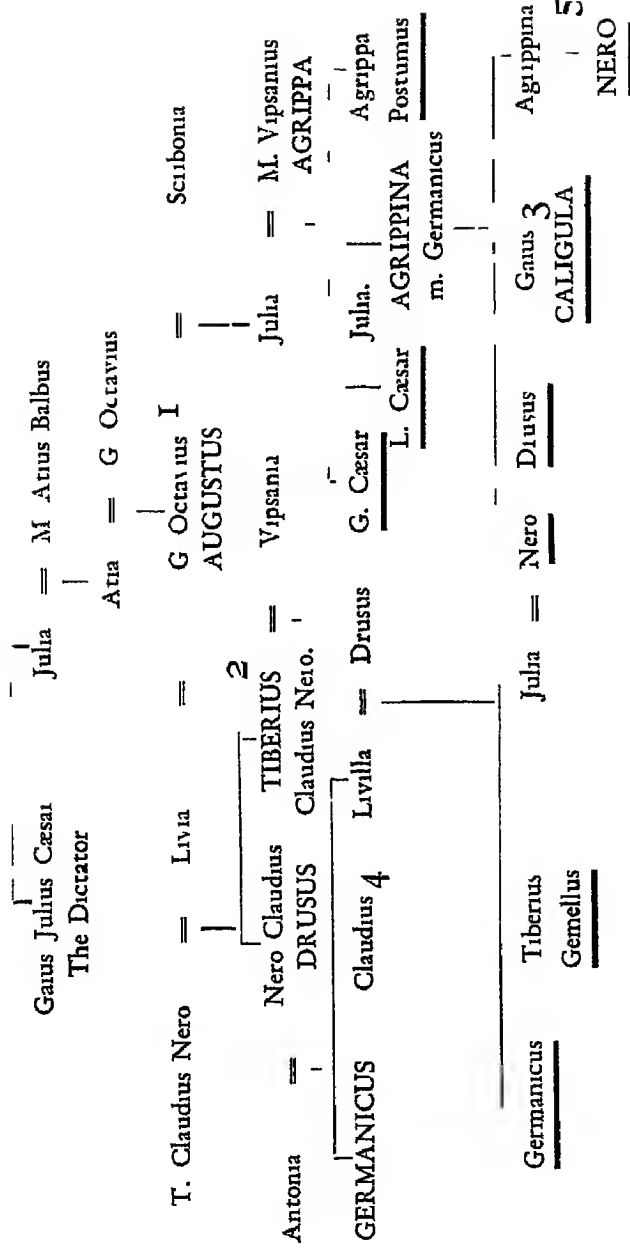 Gaius Julius Cæsar
The Dictator
Julia = M Atius Balbus
Atia = G Octavius
T. Claudius Nero = Livia = G Octavius 1
AUGUSTUS
= Scribonia
Antonia = Nero Claudius
DRUSUS
TIBERIUS 2
Claudius Nero.
= Vipsania
Julia = M. Vipsanius
AGRIPPA
GERMANICUS
Claudius 4
Livilla = Drusus
G. Cæsar
L. Cæsar
Julia.
AGRIPPINA
m. Germanicus
Agrippa
Postumus
Germanicus
Tiberius
Gemellus
Julia = Nero
Drusus
Gaius 3
CALIGULA
Agrippina
5
NERO